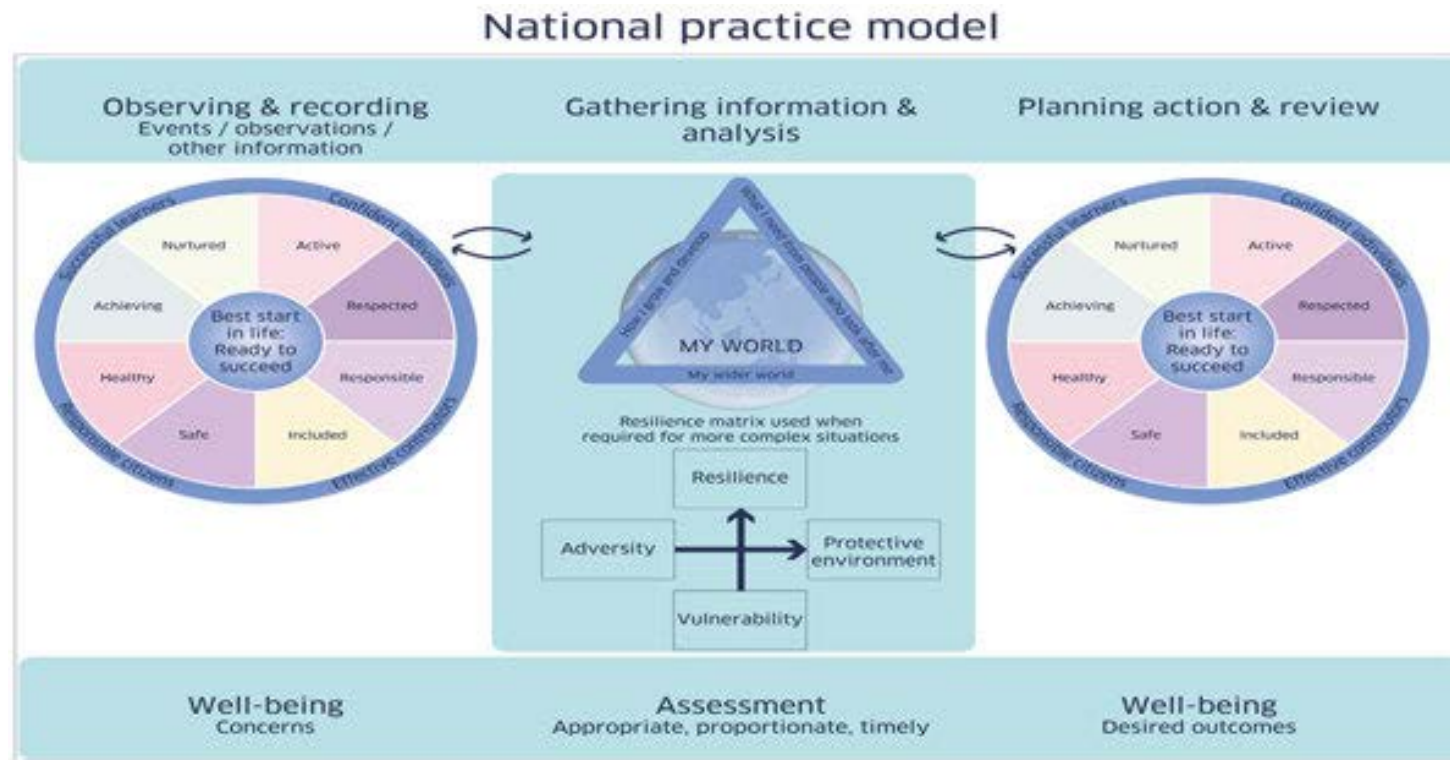 National practice model
Observing & recording
Events / observations /
other information
Gathering information &
analysis
Planning action & review
Successful learners
Confident individuals
Nurtured
Active
Achieving
Respected
Best start
in life:
Ready to
succeed
Healthy
Responsible
Safe
Included
Responsible citizens
Effective contributors
How I grow and develop
What I need from people who look after me
MY WORLD
My wider world
Resilience matrix used when
required for more complex situations
Resilience
Adversity
Protective
environment
Vulnerability
Successful learners
Confident individuals
Nurtured
Active
Achieving
Respected
Best start
in life:
Ready to
succeed
Healthy
Responsible
Safe
Included
Responsible citizens
Effective contributors
Well-being
Concerns
Assessment
Appropriate, proportionate, timely
Well-being
Desired outcomes